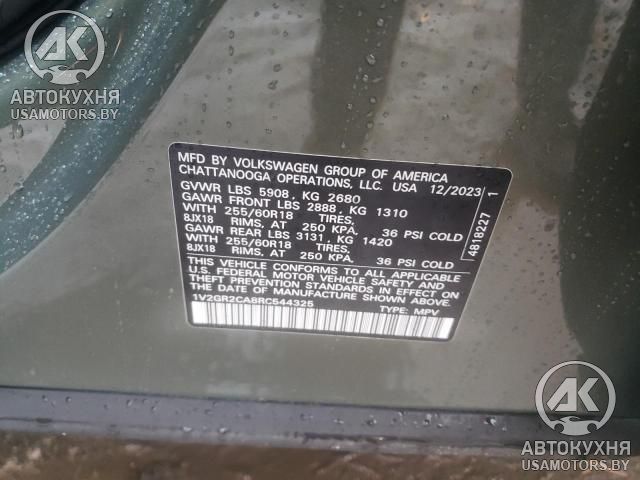 AK
АВТОКУХНЯ
USAMOTORS.BY
MFD BY VOLKSWAGEN GROUP OF AMERICA
CHATTANOOGA OPERATIONS, LLC. USA 12/2023
GVWR LBS 5908, KG 2680
GAWR FRONT LBS 2888, KG 1310
WITH 255/60R18 TIRES,
8JX18 RIMS, AT 250 KPA, 36 PSI COLD
GAWR REAR LBS 3131, KG 1420
WITH 255/60R18 TIRES,
8JX18 RIMS, AT 250 KPA, 36 PSI COLD
THIS VEHICLE CONFORMS TO ALL APPLICABLE
U.S. FEDERAL MOTOR VEHICLE SAFETY AND
THEFT PREVENTION STANDARDS IN EFFECT ON
THE DATE OF MANUFACTURE SHOWN ABOVE.
1V2GR2CA8RC544325 TYPE: MPV
4818227 1
AK
АВТОКУХНЯ
USAMOTORS.BY